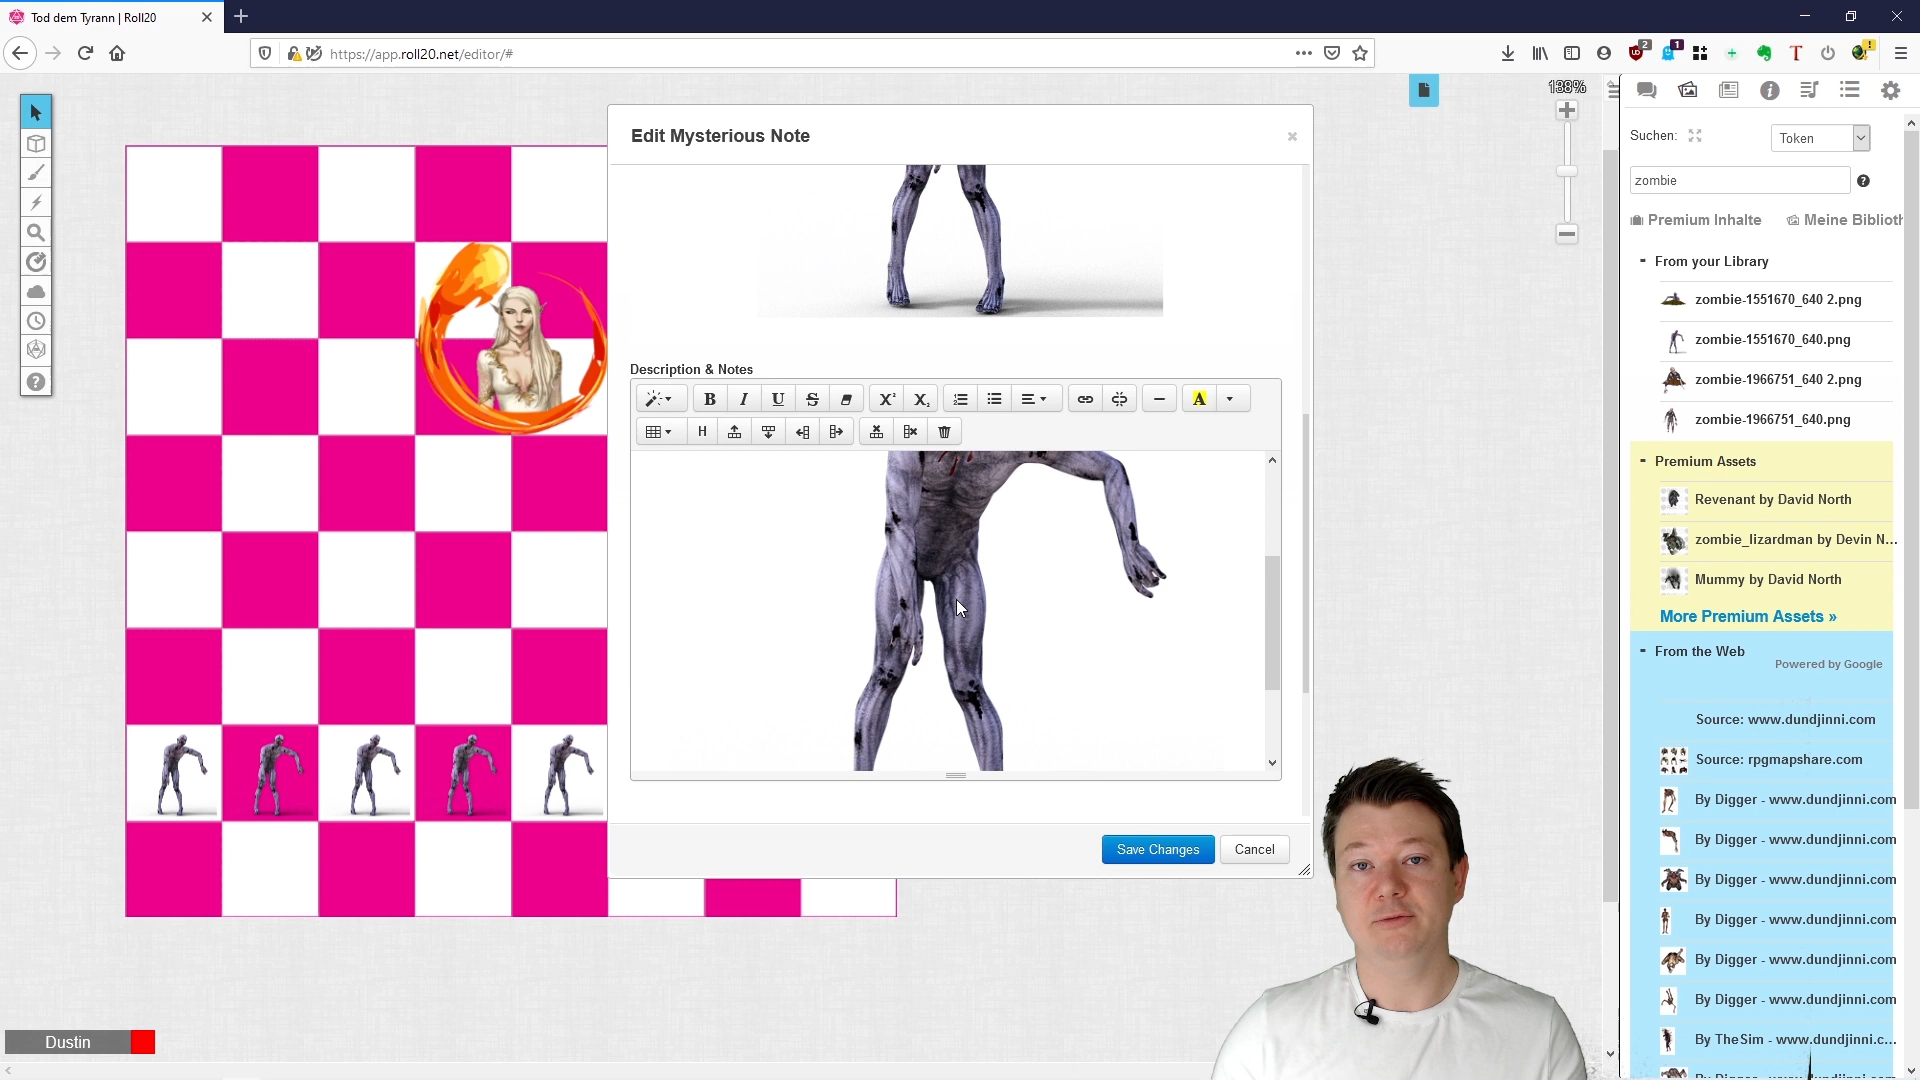 Tod dem Tyrann | Roll20
https://app.roll20.net/editor/#
2
1
138%
Edit Mysterious Note
Description & Notes
B I U S X² X₂ A
H
Save Changes
Cancel
Dustin
Suchen:
Token
zombie
Premium Inhalte
Meine Biblioth
From your Library
zombie-1551670_640 2.png
zombie-1551670_640.png
zombie-1966751_640 2.png
zombie-1966751_640.png
Premium Assets
Revenant by David North
zombie_lizardman by Devin N...
Mummy by David North
More Premium Assets »
From the Web
Powered by Google
Source: www.dundjinni.com
Source: rpgmapshare.com
By Digger - www.dundjinni.com
By Digger - www.dundjinni.com
By Digger - www.dundjinni.com
By Digger - www.dundjinni.com
By Digger - www.dundjinni.com
By Digger - www.dundjinni.com
By TheSim - www.dundjinni.c...